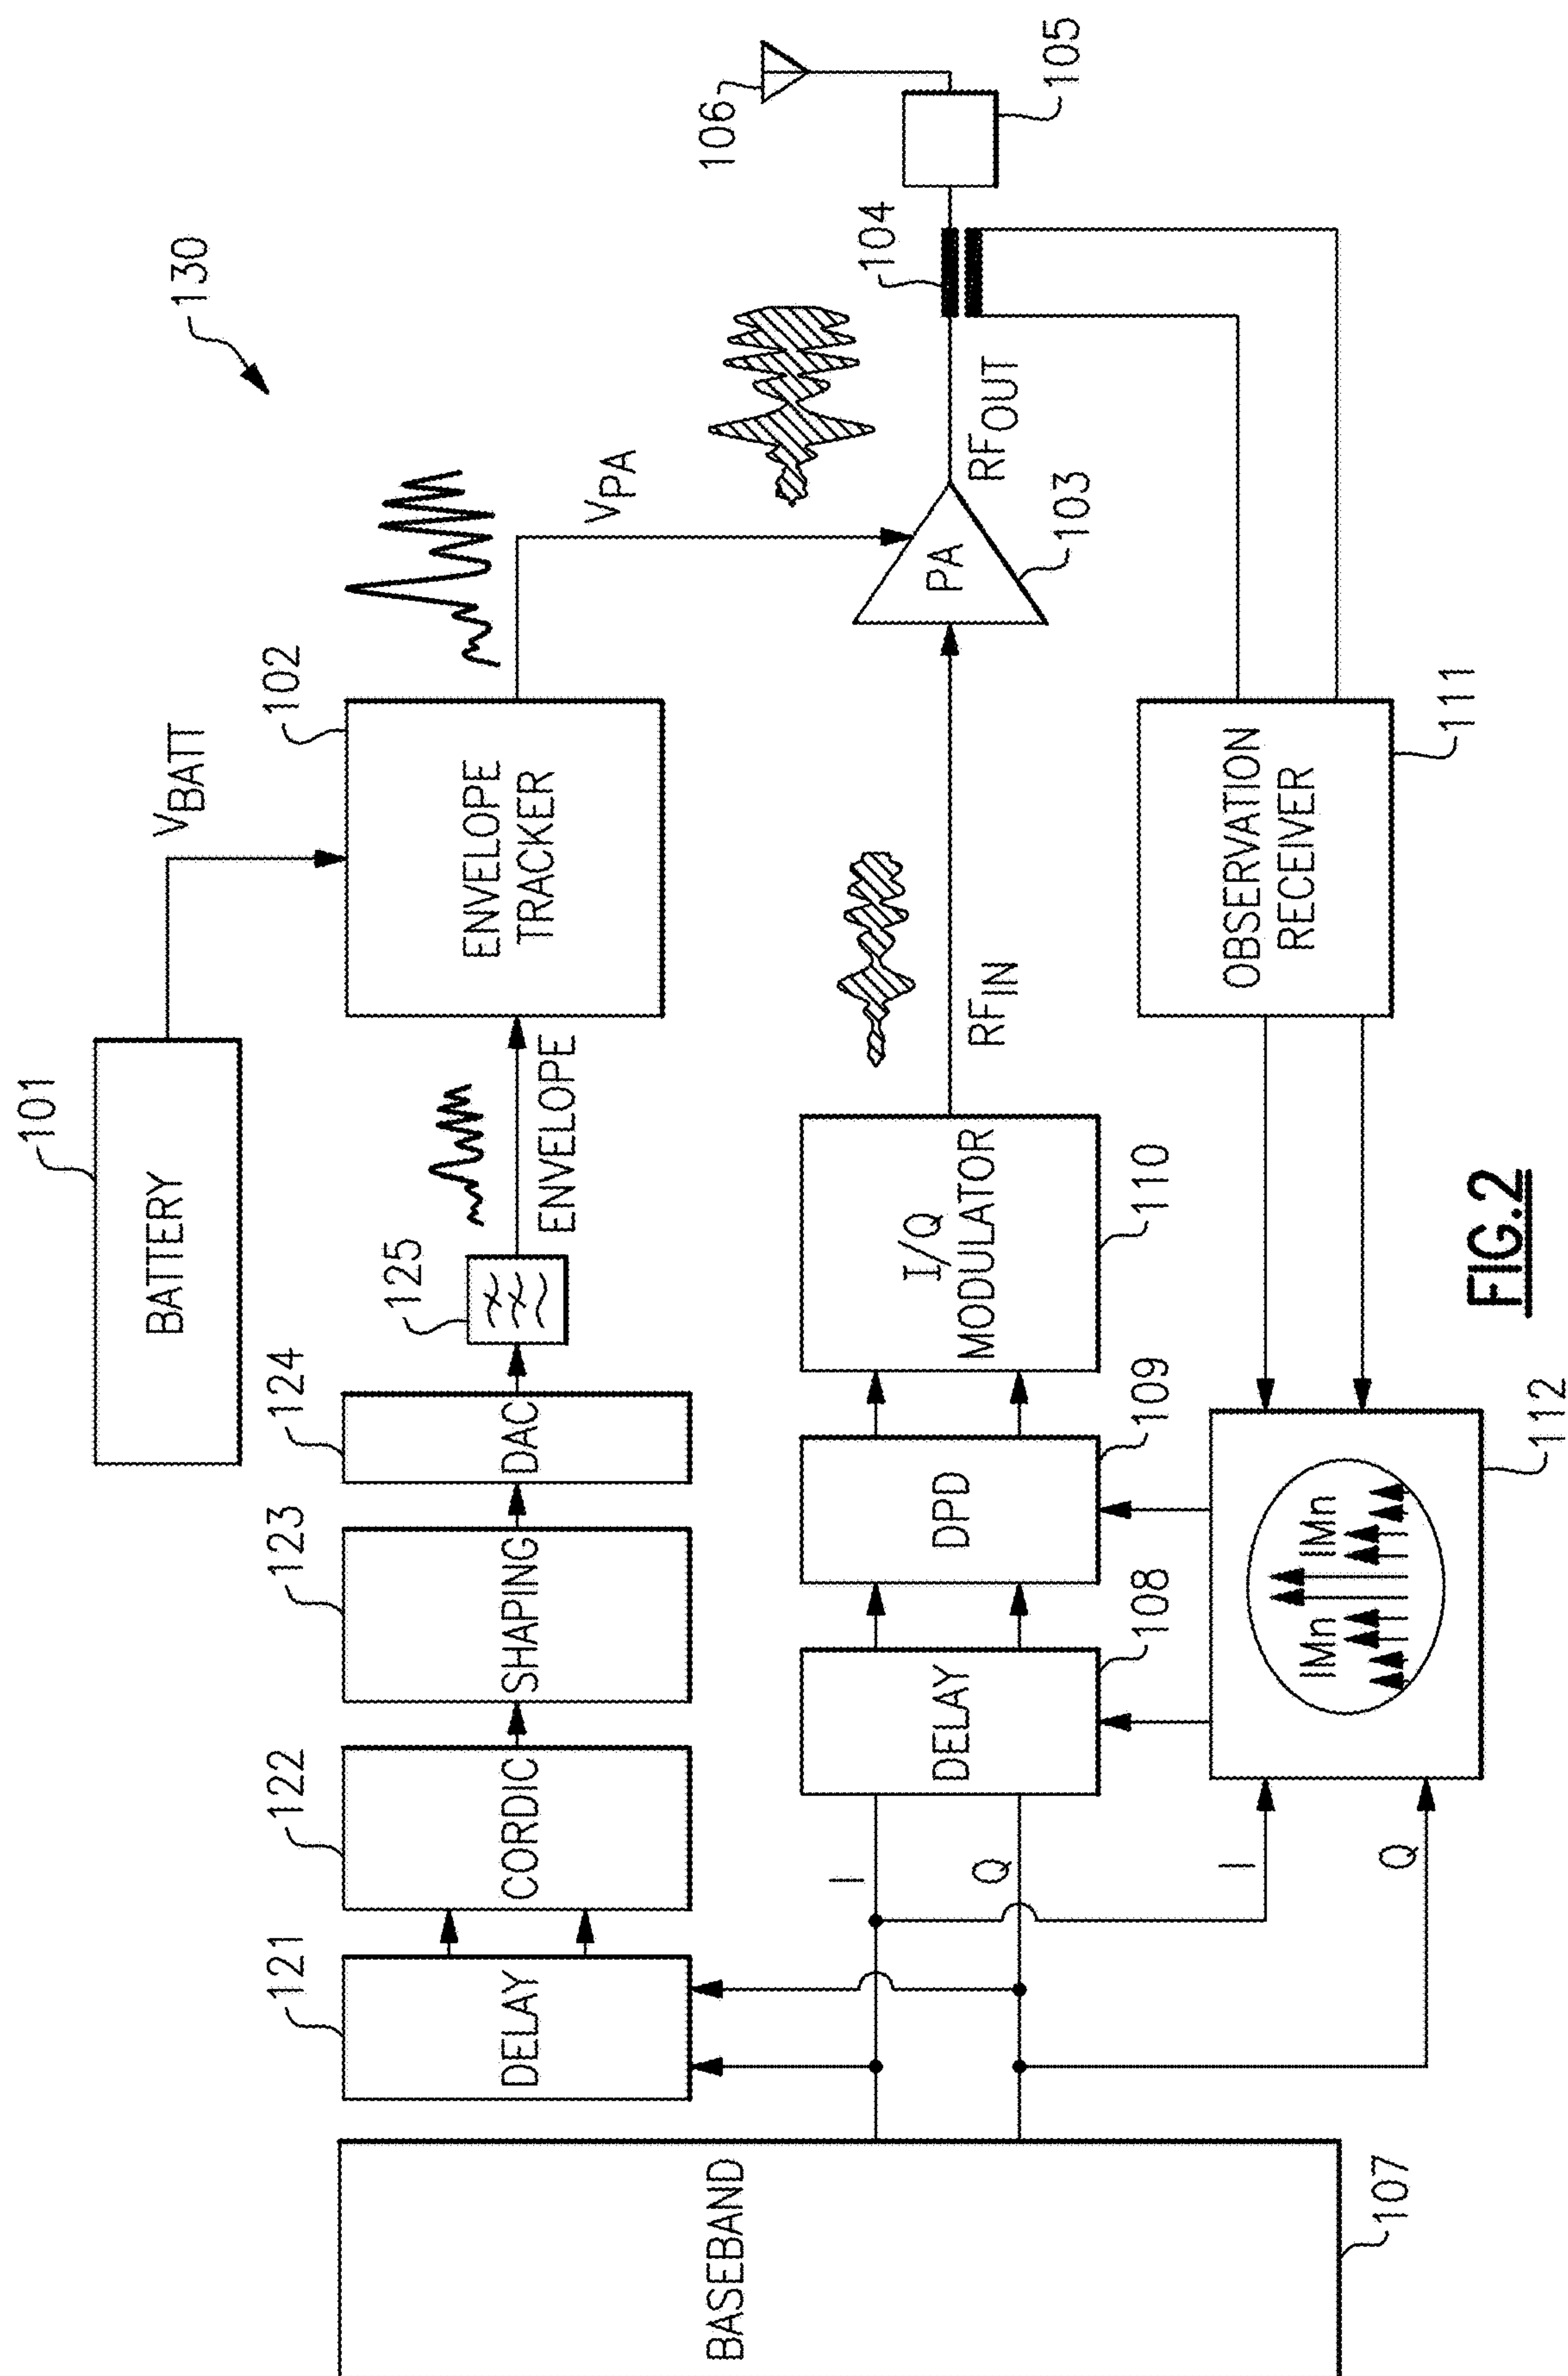 130
101
BATTERY
VBATT
102
ENVELOPE
TRACKER
VPA
121
DELAY
122
CORDIC
123
SHAPING
124
DAC
125
ENVELOPE
106
105
104
RFOUT
PA
103
RFIN
I/Q
MODULATOR
110
DPD
109
DELAY
108
I
Q
BASEBAND
107
I
Q
IMn
IMn
112
OBSERVATION
RECEIVER
111
FIG.2